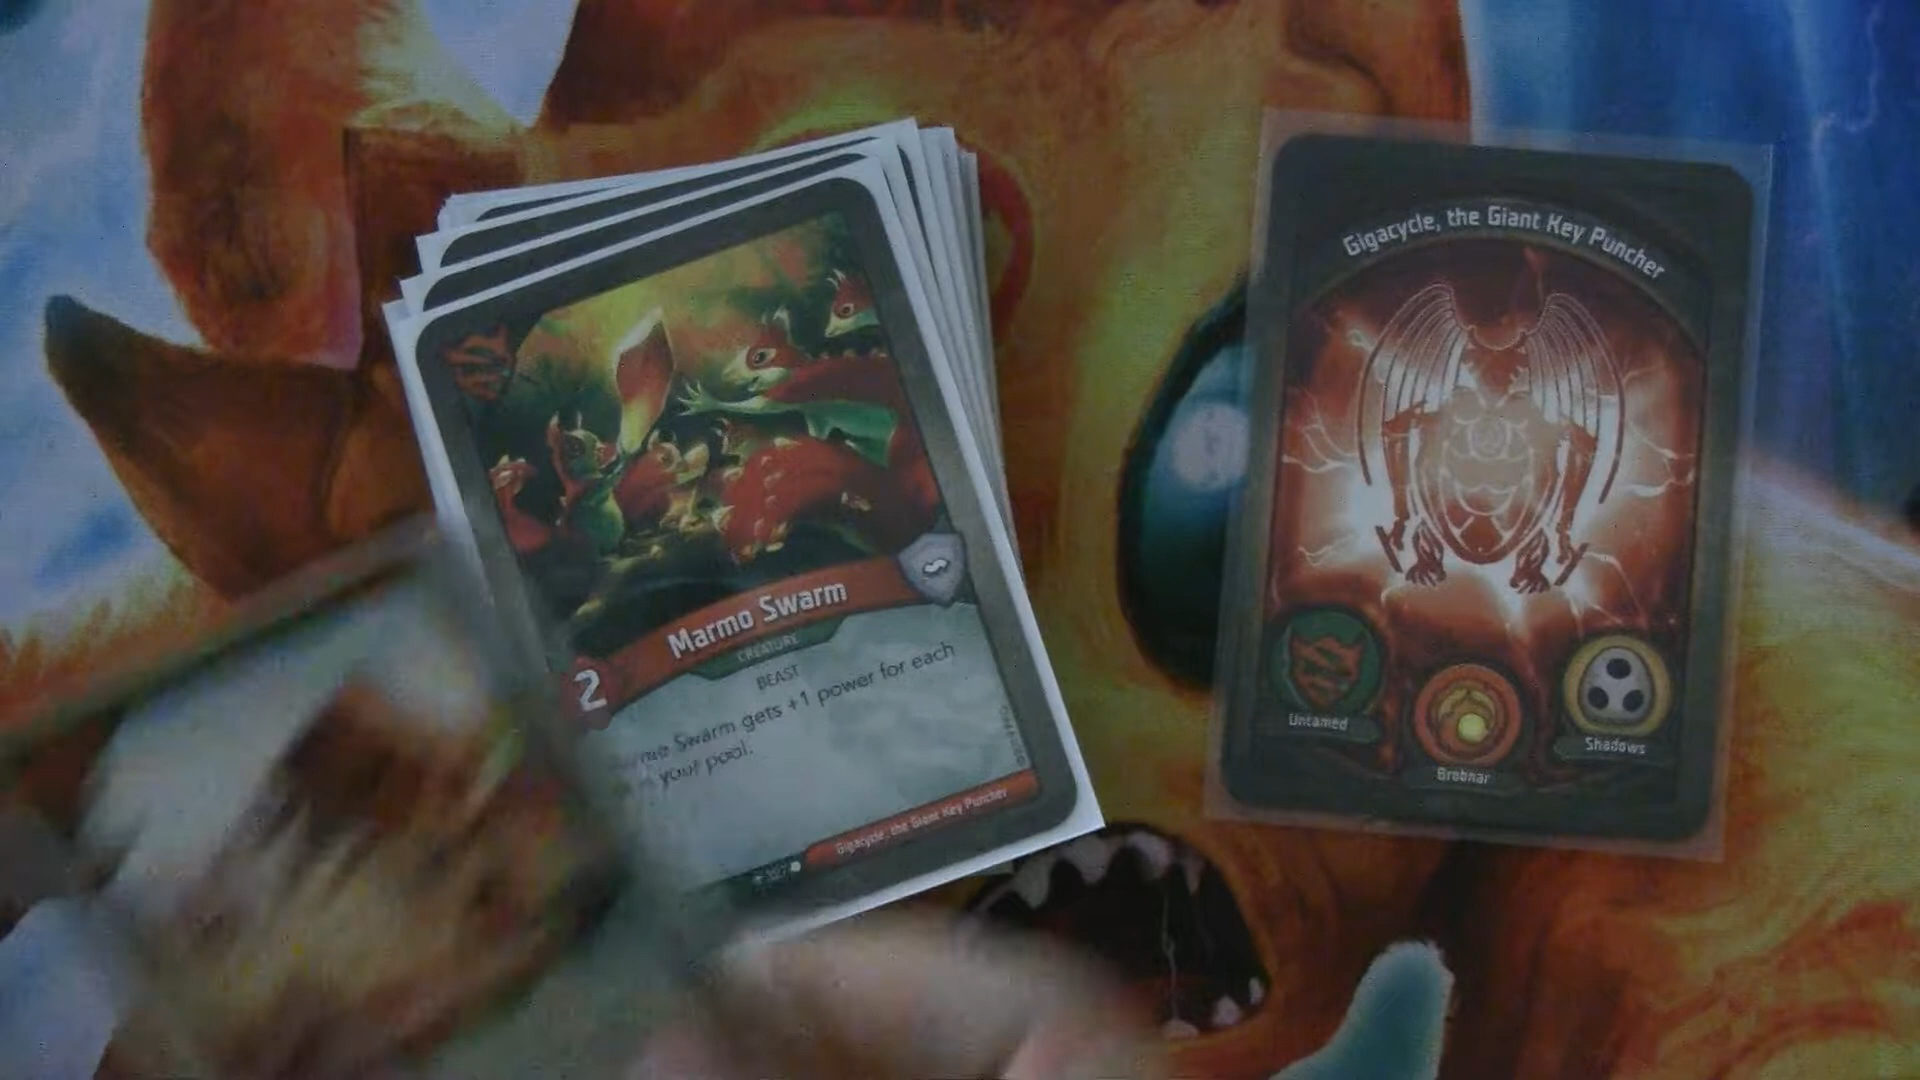 Marmo Swarm
CREATURE
BEAST
2
Swarm gets +1 power for each
your pool.
Gigacycle, the Giant Key Puncher
Gigacycle, the Giant Key Puncher
Untamed
Brobnar
Shadows